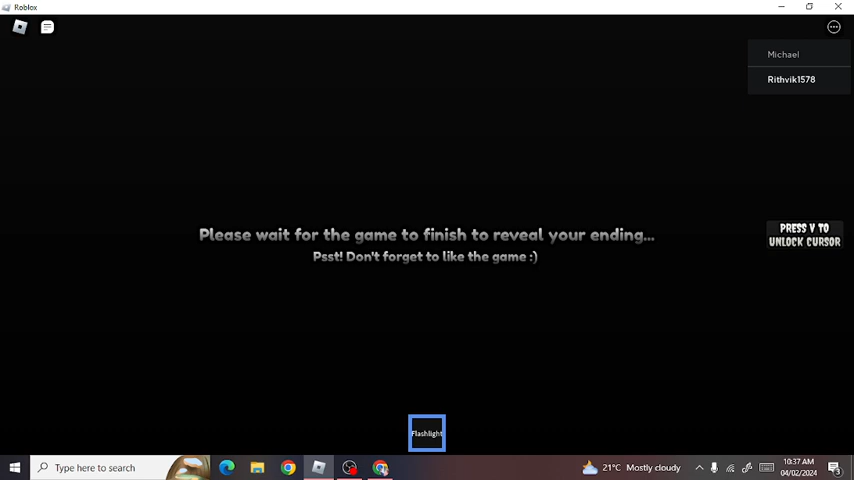 Roblox
Michael
Rithvik1578
Please wait for the game to finish to reveal your ending...
Psst! Don't forget to like the game :)
PRESS V TO
UNLOCK CURSOR
Flashlight
Type here to search
21°C Mostly cloudy
10:37 AM
04/02/2024
3